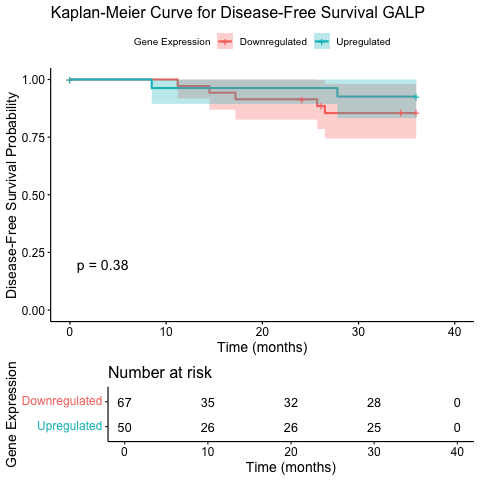 Kaplan-Meier Curve for Disease-Free Survival GALP
Gene Expression Downregulated Upregulated
Disease-Free Survival Probability
1.00
0.75
0.50
0.25
0.00
p = 0.38
0 10 20 30 40
Time (months)
Number at risk
Gene Expression
Downregulated 67 35 32 28 0
Upregulated 50 26 26 25 0
0 10 20 30 40
Time (months)